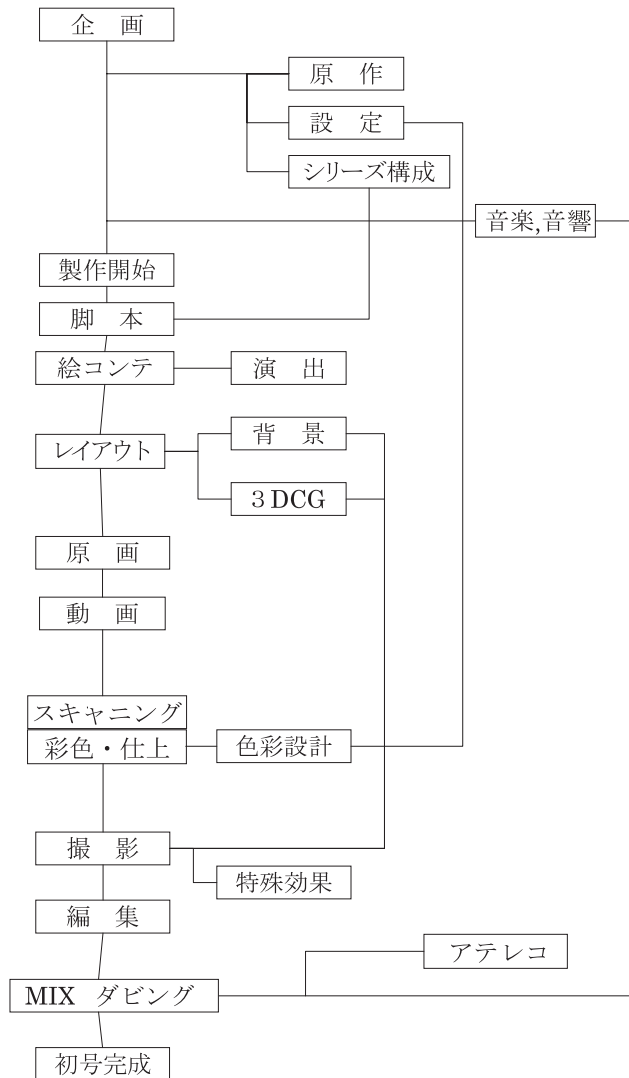 企　画
原　作
設　定
シリーズ構成
音楽,音響
製作開始
脚　本
絵コンテ
演　出
レイアウト
背　景
３DCG
原　画
動　画
スキャニング
彩色・仕上
色彩設計
撮　影
特殊効果
編　集
アテレコ
MIX　ダビング
初号完成